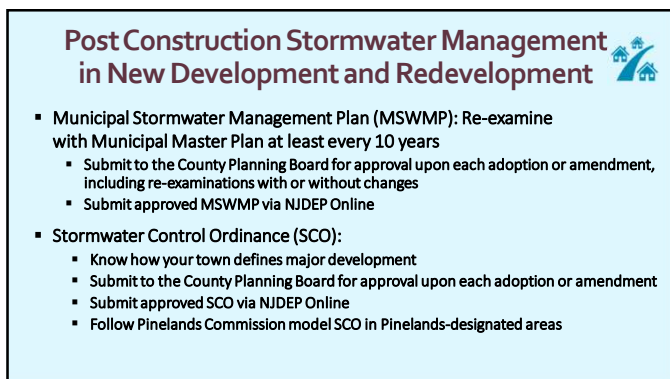 Post Construction Stormwater Management
in New Development and Redevelopment
▪ Municipal Stormwater Management Plan (MSWMP): Re-examine
with Municipal Master Plan at least every 10 years
▪ Submit to the County Planning Board for approval upon each adoption or amendment,
including re-examinations with or without changes
▪ Submit approved MSWMP via NJDEP Online
▪ Stormwater Control Ordinance (SCO):
▪ Know how your town defines major development
▪ Submit to the County Planning Board for approval upon each adoption or amendment
▪ Submit approved SCO via NJDEP Online
▪ Follow Pinelands Commission model SCO in Pinelands-designated areas